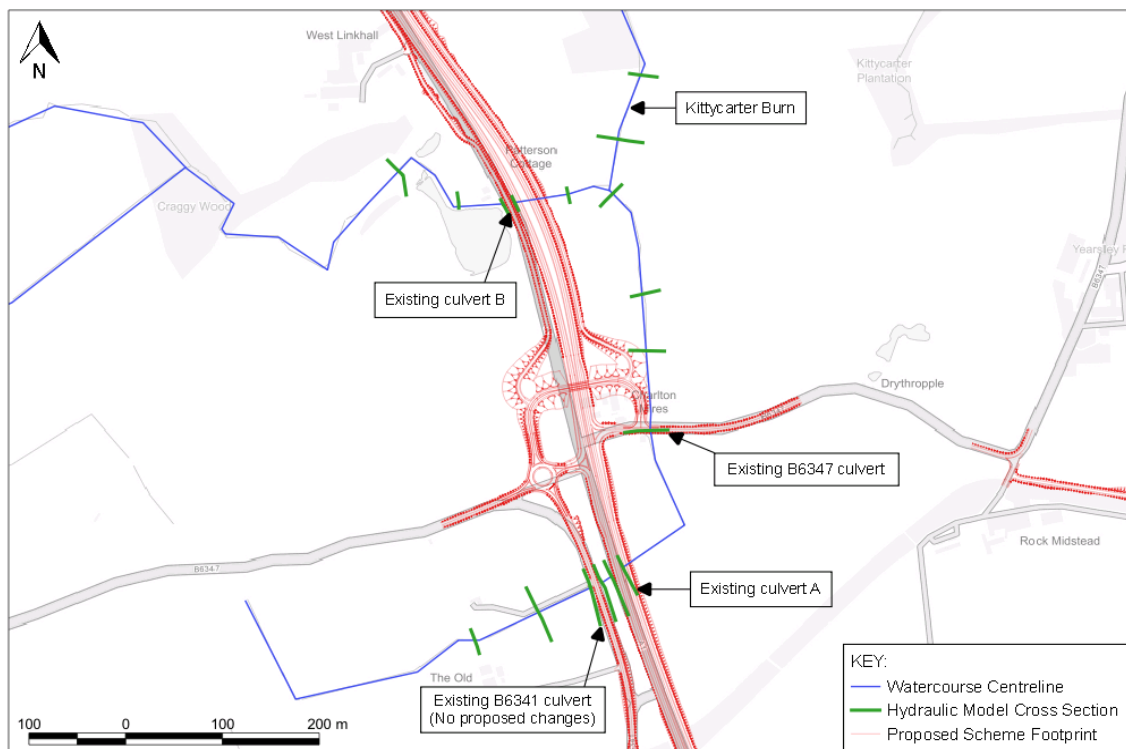 West Linkhall
N
Kittycarter
Plantation
Kittycarter Burn
Patterson
Cottage
Craggy Wood
Yearsley
B6347
Existing culvert B
Drythropple
Charlton
Mires
Existing B6347 culvert
Rock Midstead
B6347
Existing culvert A
The Old
Existing B6341 culvert
(No proposed changes)
KEY:
Watercourse Centreline
Hydraulic Model Cross Section
Proposed Scheme Footprint
100 0 100 200 m